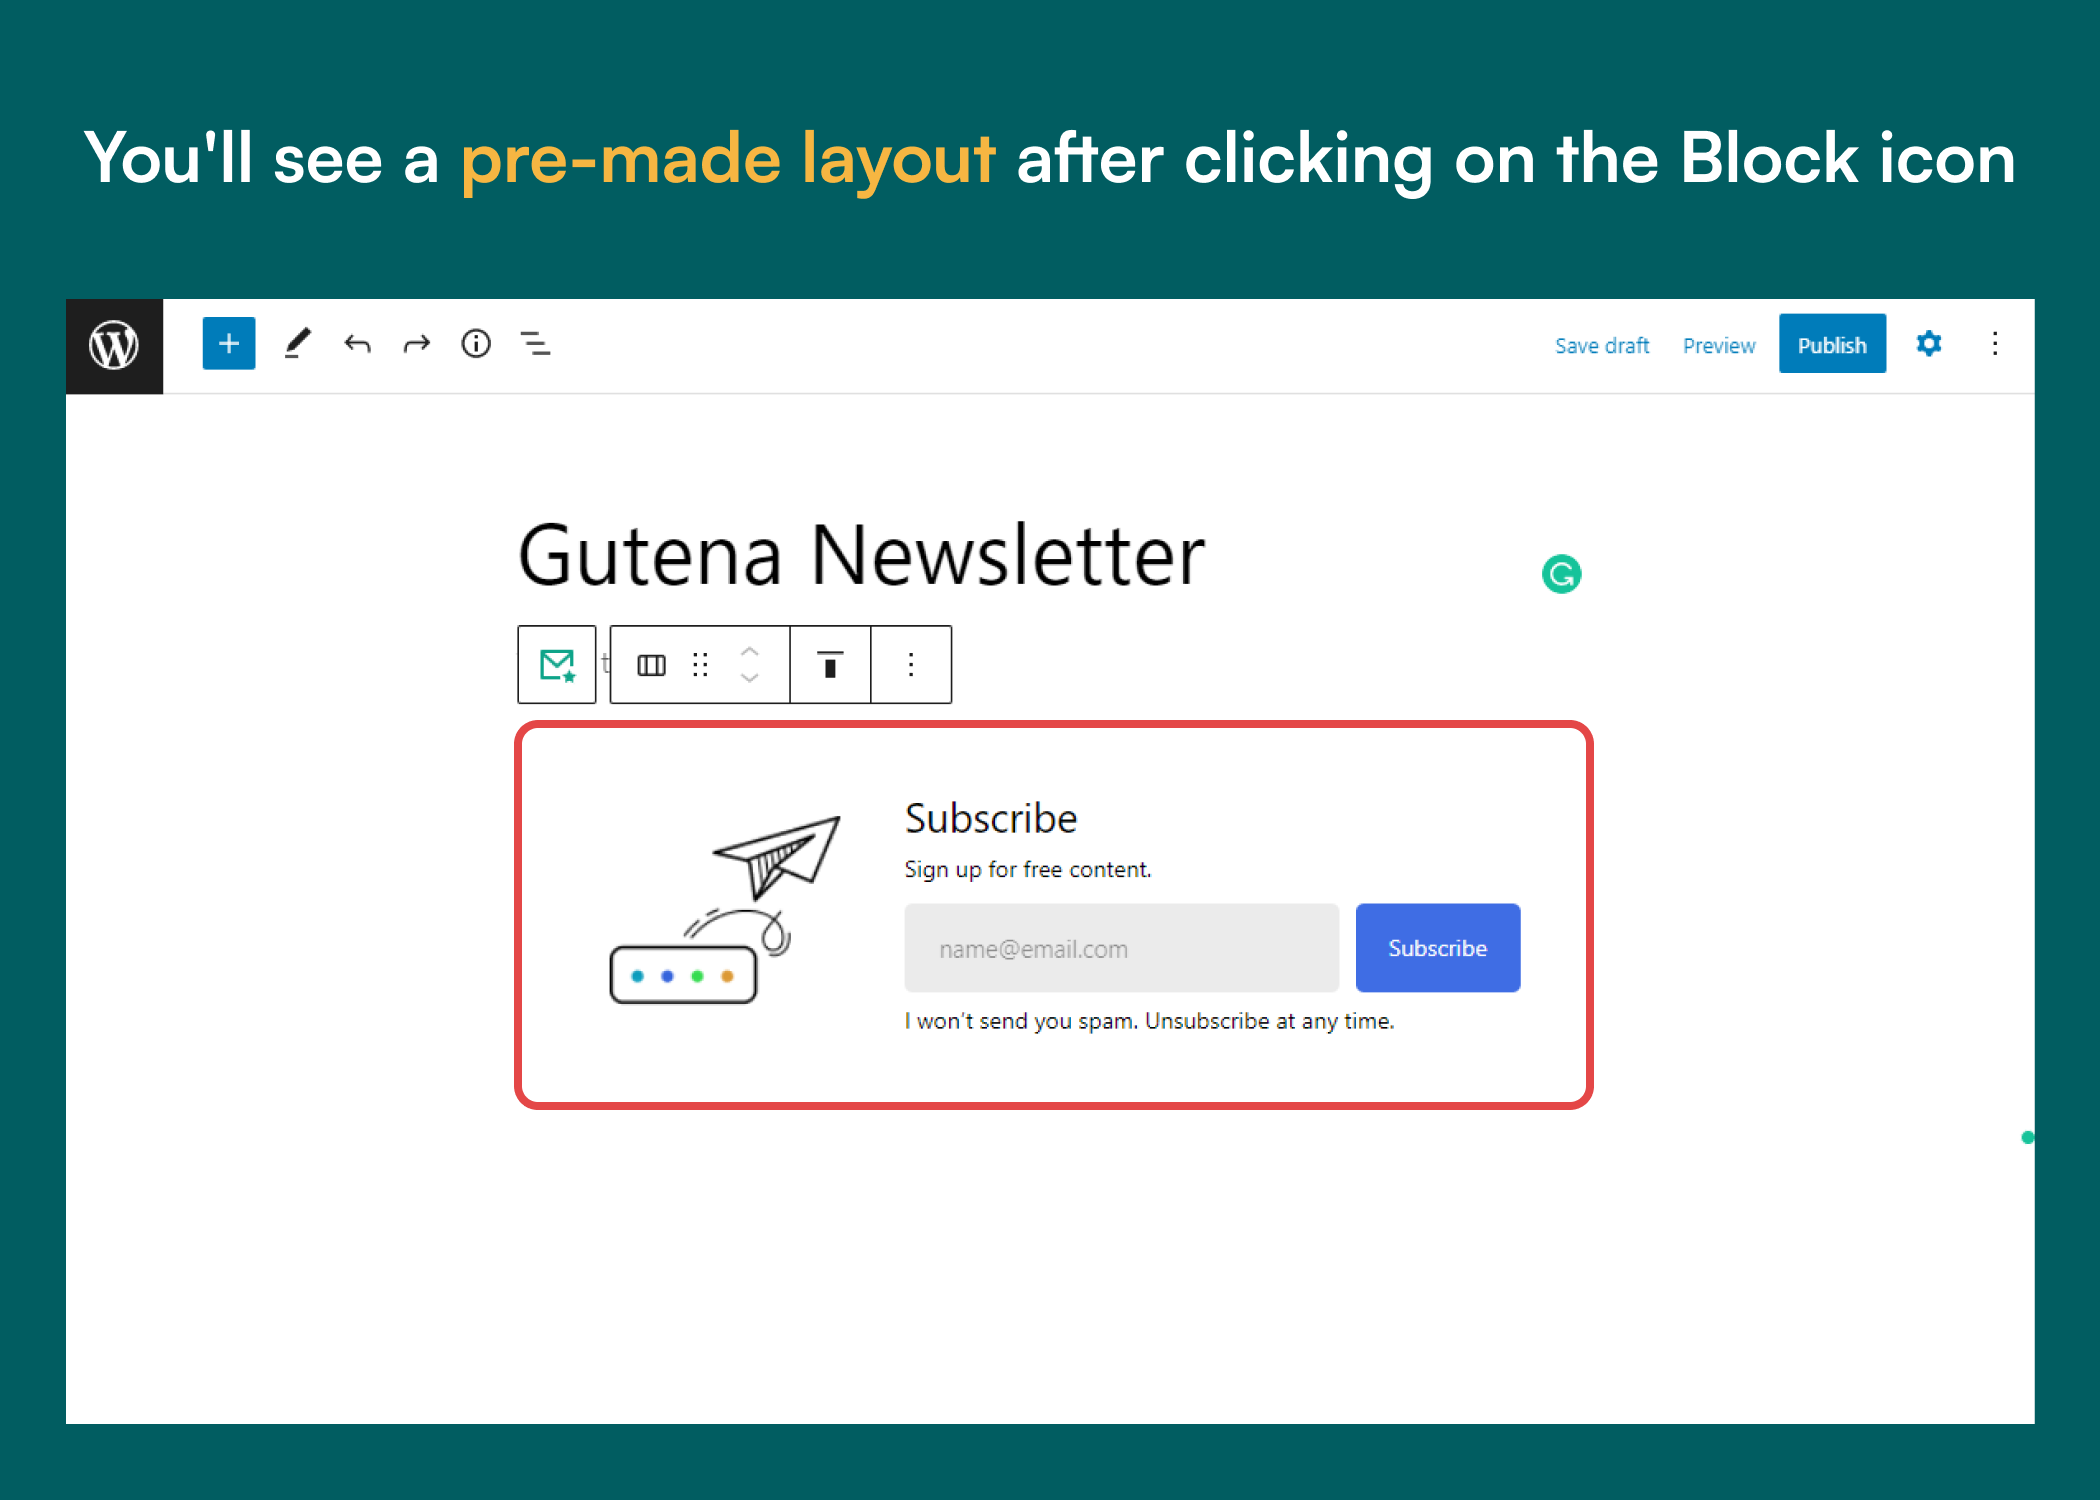 You'll see a pre-made layout after clicking on the Block icon
Save draft Preview Publish
Gutena Newsletter
t
Subscribe
Sign up for free content.
name@email.com Subscribe
I won't send you spam. Unsubscribe at any time.